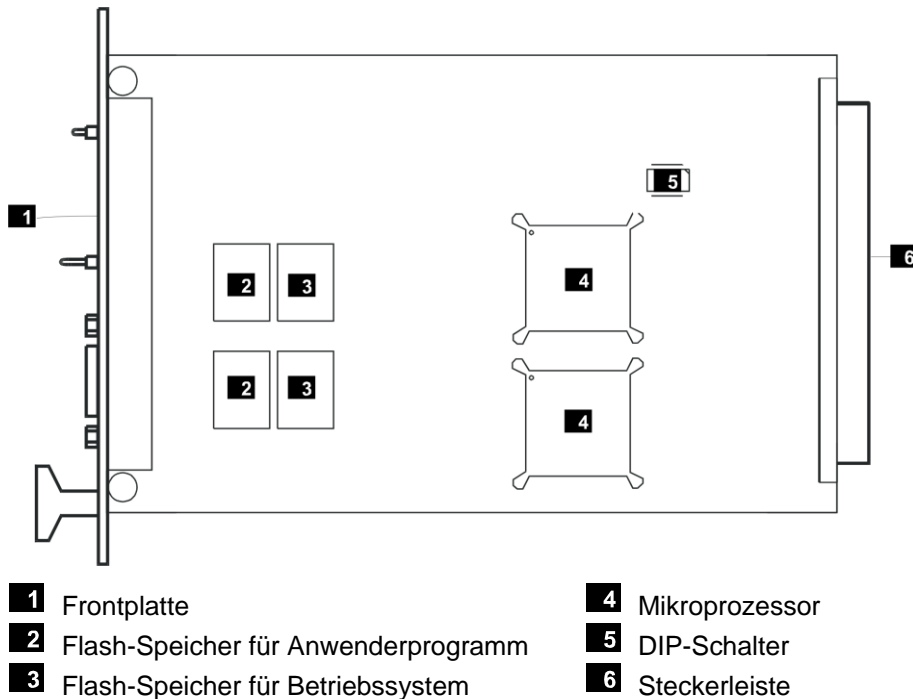 5
1
4
6
2 3
2 3
4
1 Frontplatte
2 Flash-Speicher für Anwenderprogramm
3 Flash-Speicher für Betriebssystem
4 Mikroprozessor
5 DIP-Schalter
6 Steckerleiste